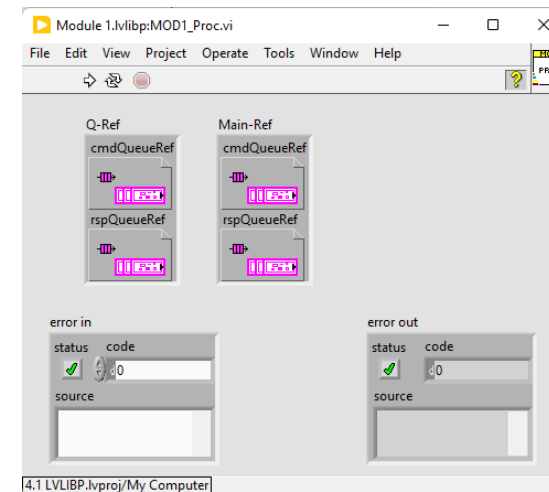 Module 1.lvlibp:MOD1_Proc.vi
File Edit View Project Operate Tools Window Help
Q-Ref Main-Ref
cmdQueueRef cmdQueueRef
rspQueueRef rspQueueRef
error in error out
status code status code
0 0
source source
4.1 LVLIBP.lvproj/My Computer